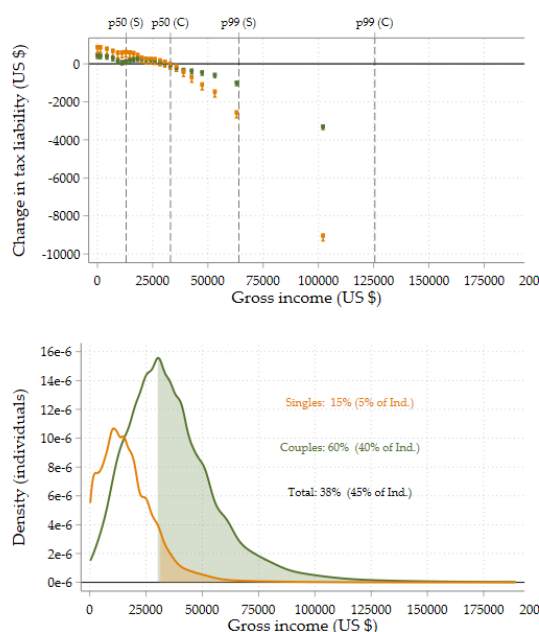 p50 (S) p50 (C) p99 (S) p99 (C)
Change in tax liability (US $)
0
-2000
-4000
-6000
-8000
-10000
0 25000 50000 75000 100000 125000 150000 175000 200
Gross income (US $)
Density (individuals)
16e-6
14e-6
12e-6
10e-6
8e-6
6e-6
4e-6
2e-6
0e-6
Singles: 15% (5% of Ind.)
Couples: 60% (40% of Ind.)
Total: 38% (45% of Ind.)
0 25000 50000 75000 100000 125000 150000 175000 200
Gross income (US $)